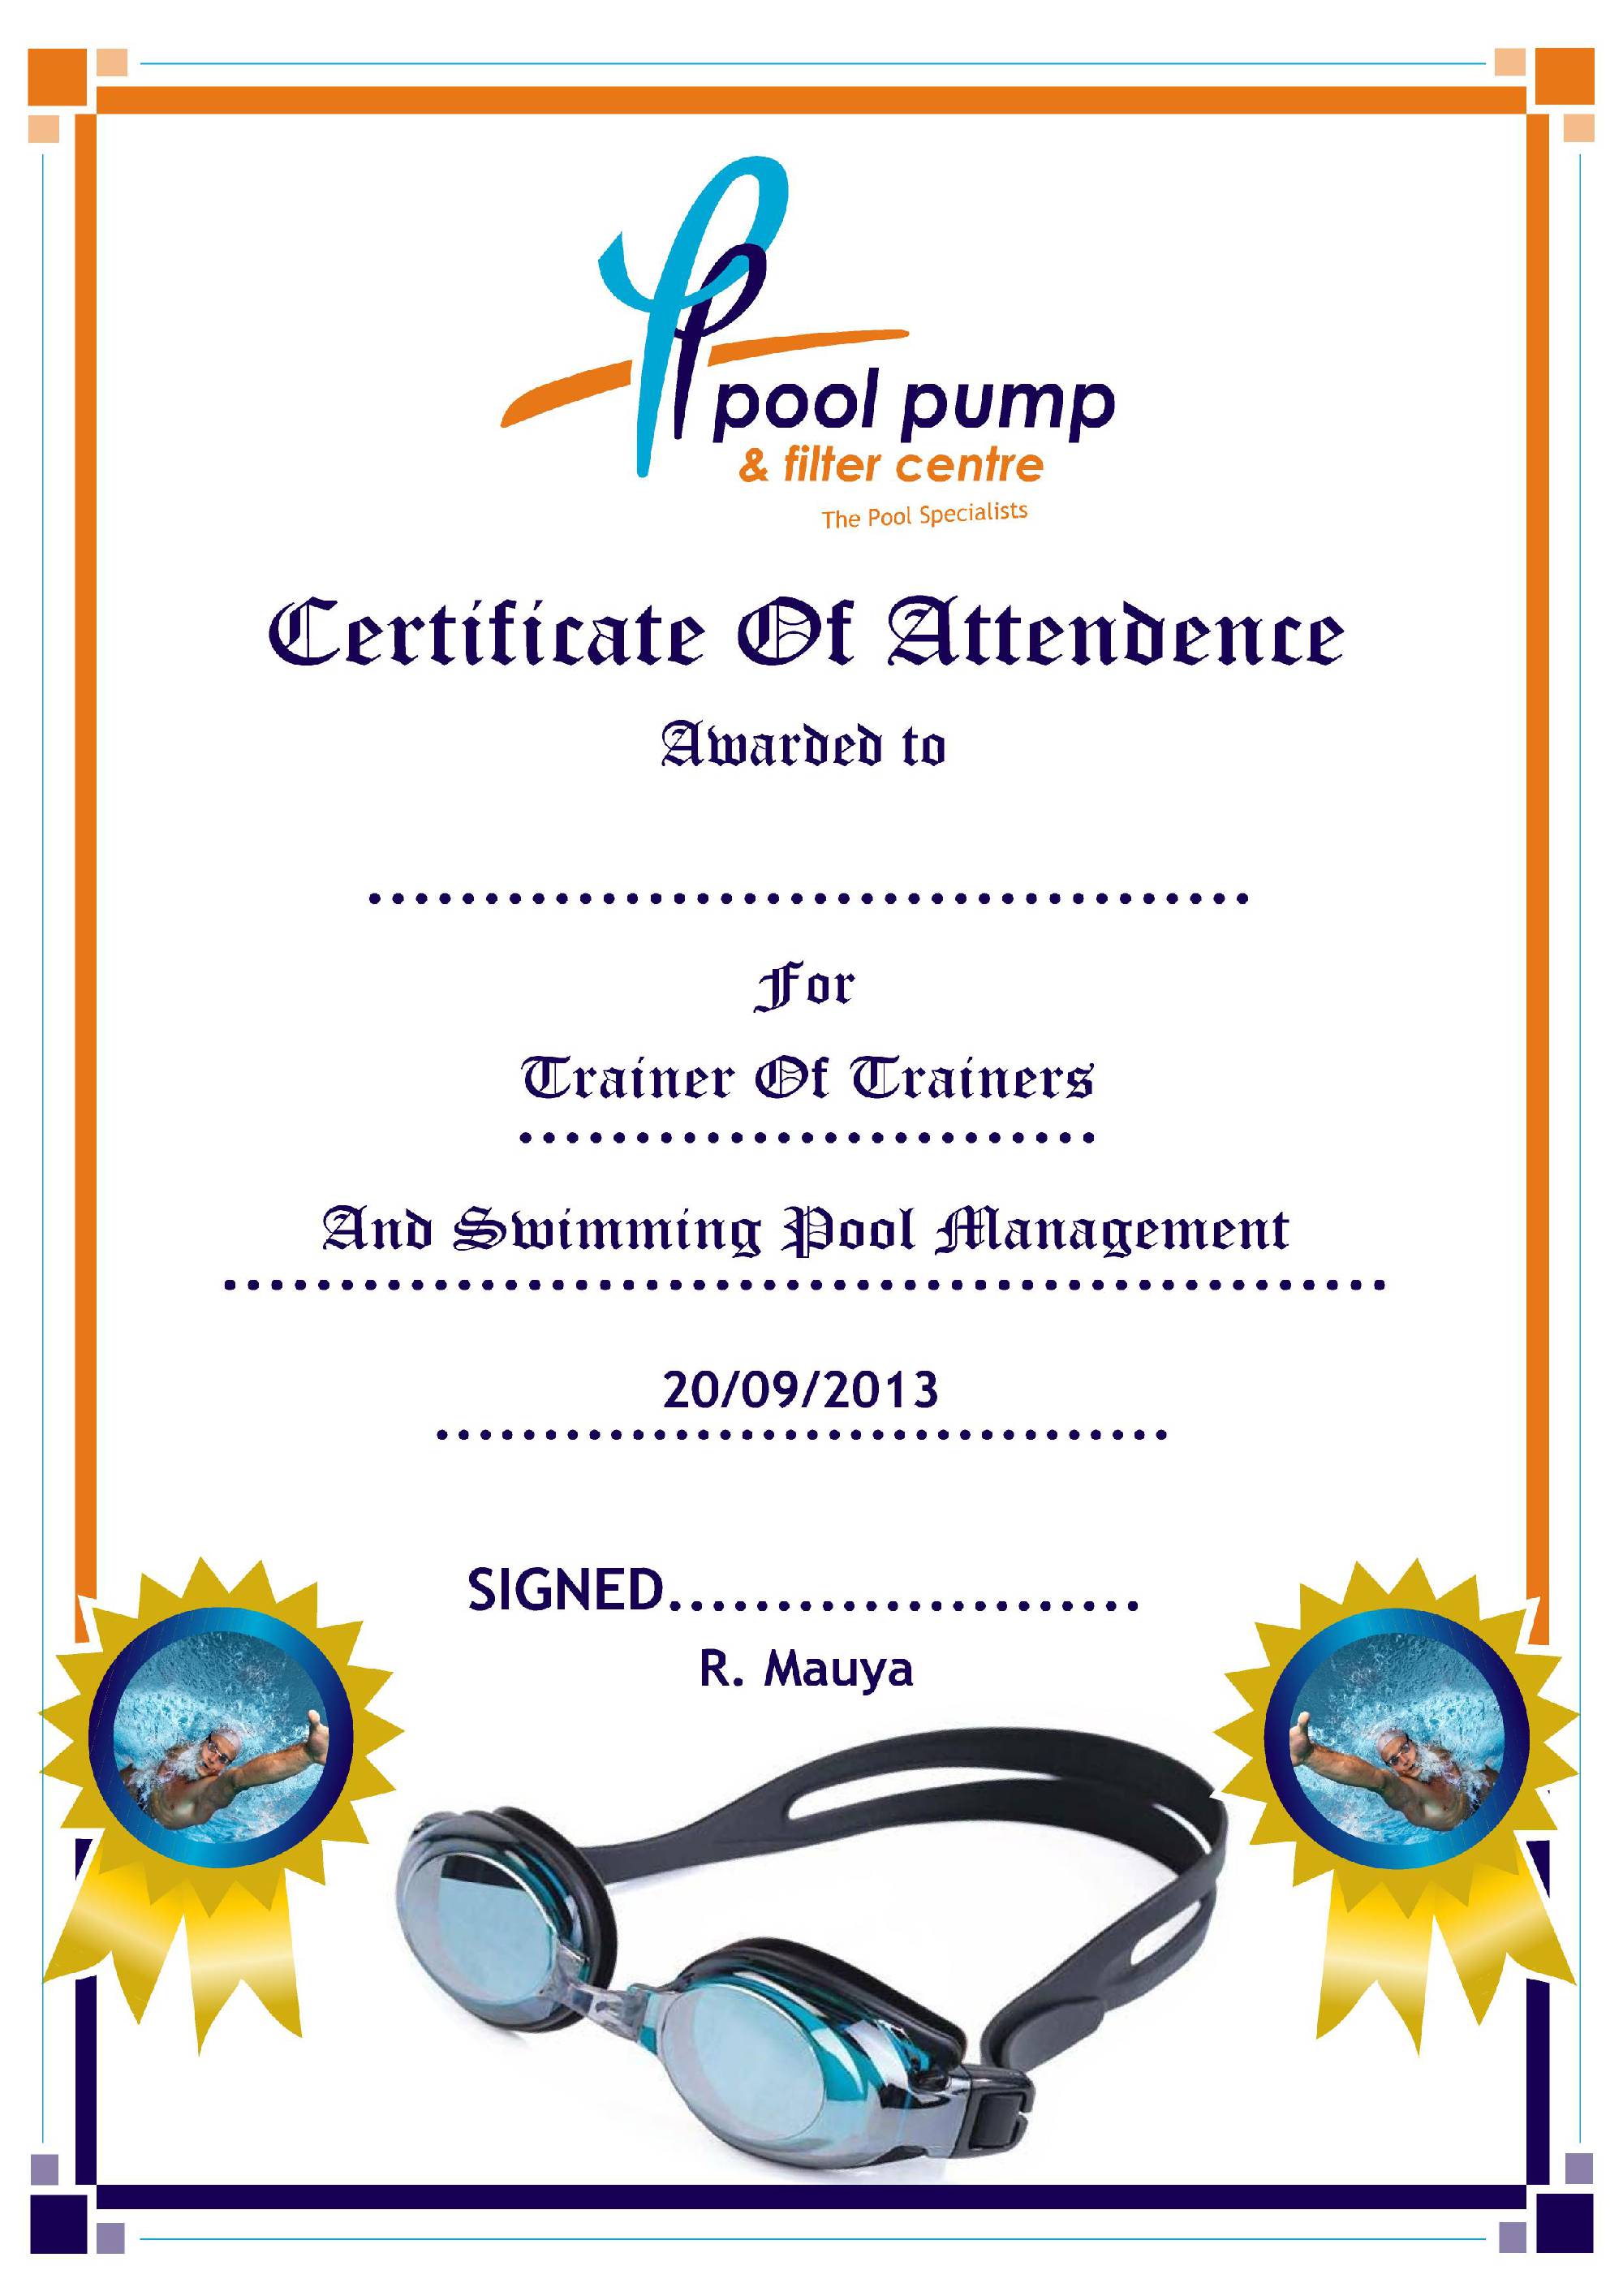 pool pump
& filter centre
The Pool Specialists
Certificate Of Attendence
Awarded to
......................................
For
Trainer Of Trainers
.........................
And Swimming Pool Management
..................................................
20/09/2013
..................................
SIGNED......................
R. Mauya